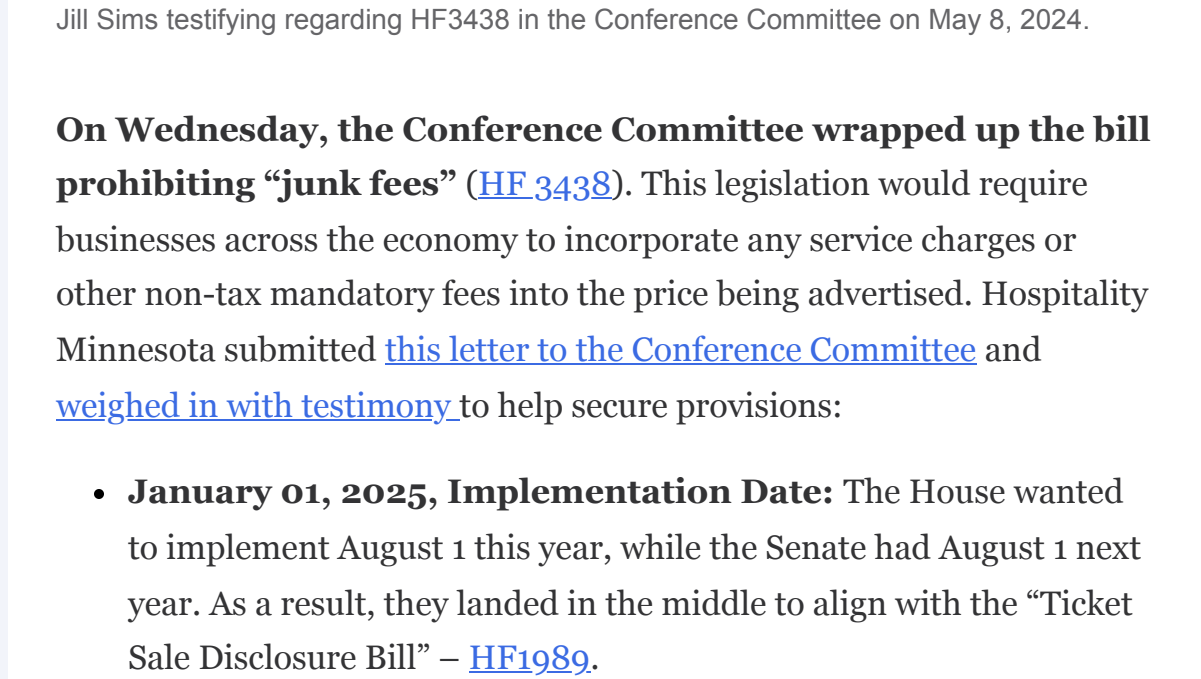 Jill Sims testifying regarding HF3438 in the Conference Committee on May 8, 2024.
On Wednesday, the Conference Committee wrapped up the bill
prohibiting “junk fees” (HF 3438). This legislation would require
businesses across the economy to incorporate any service charges or
other non-tax mandatory fees into the price being advertised. Hospitality
Minnesota submitted this letter to the Conference Committee and
weighed in with testimony to help secure provisions:
• January 01, 2025, Implementation Date: The House wanted
to implement August 1 this year, while the Senate had August 1 next
year. As a result, they landed in the middle to align with the “Ticket
Sale Disclosure Bill” – HF1989.